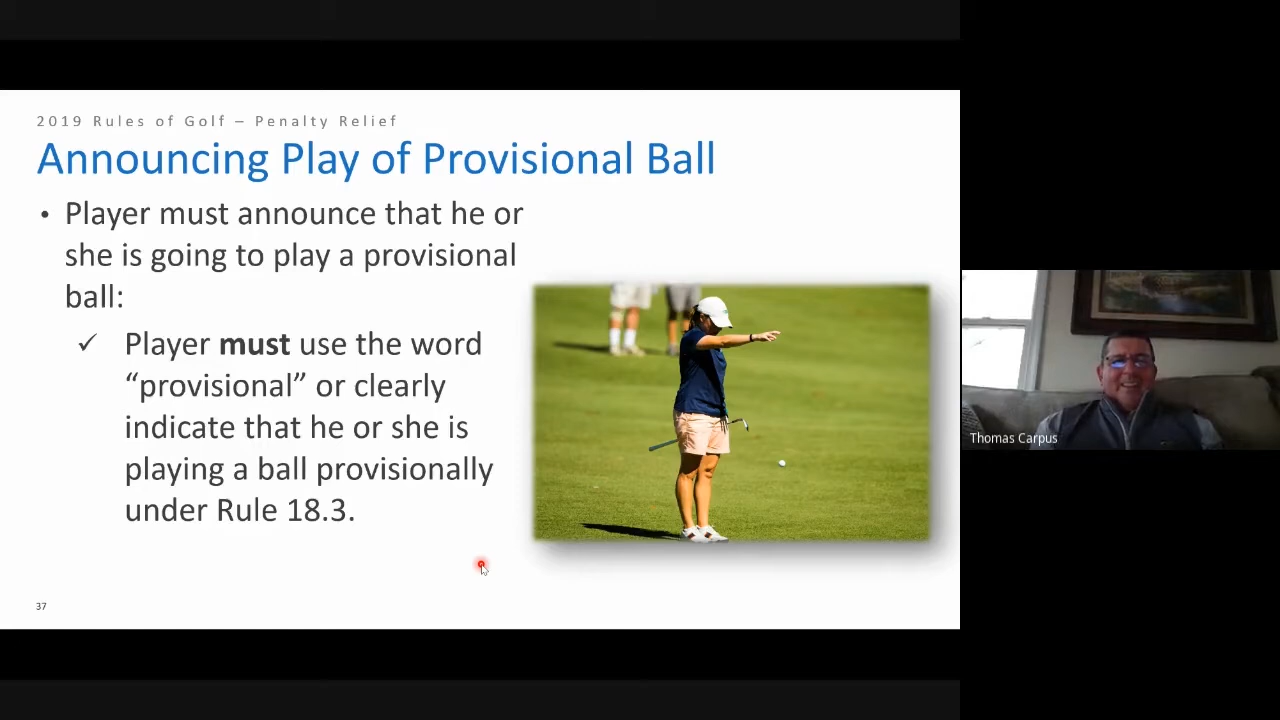 2019 Rules of Golf – Penalty Relief
Announcing Play of Provisional Ball
• Player must announce that he or
she is going to play a provisional
ball:
✓ Player must use the word
“provisional” or clearly
indicate that he or she is
playing a ball provisionally
under Rule 18.3.
37
Thomas Carpus